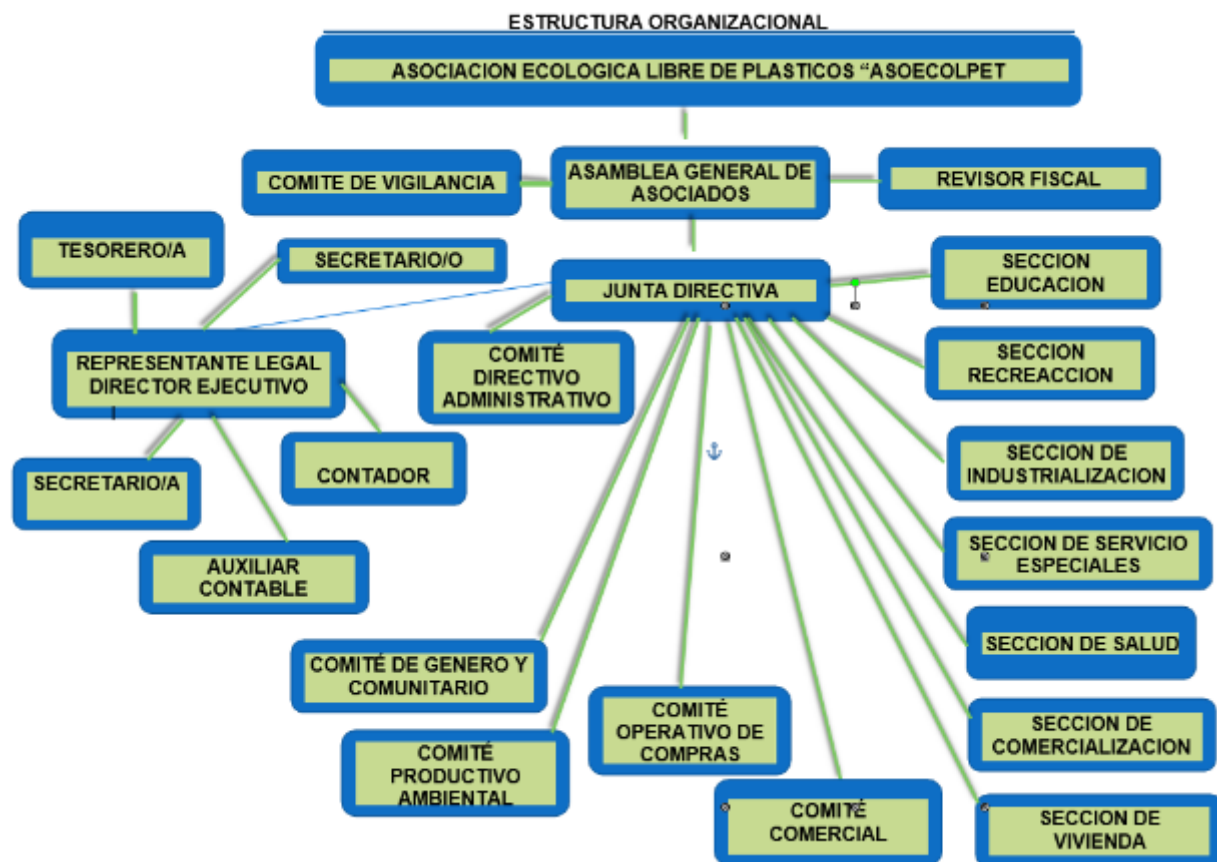 ESTRUCTURA ORGANIZACIONAL
ASOCIACION ECOLOGICA LIBRE DE PLASTICOS “ASOECOLPET
COMITE DE VIGILANCIA
ASAMBLEA GENERAL DE
ASOCIADOS
REVISOR FISCAL
TESORERO/A
SECRETARIO/O
JUNTA DIRECTIVA
SECCION
EDUCACION
REPRESENTANTE LEGAL
DIRECTOR EJECUTIVO
COMITÉ
DIRECTIVO
ADMINISTRATIVO
SECCION
RECREACCION
SECRETARIO/A
CONTADOR
SECCION DE
INDUSTRIALIZACION
AUXILIAR
CONTABLE
SECCION DE SERVICIO
ESPECIALES
COMITÉ DE GENERO Y
COMUNITARIO
SECCION DE SALUD
COMITÉ
PRODUCTIVO
AMBIENTAL
COMITÉ
OPERATIVO DE
COMPRAS
SECCION DE
COMERCIALIZACION
COMITÉ
COMERCIAL
SECCION DE
VIVIENDA